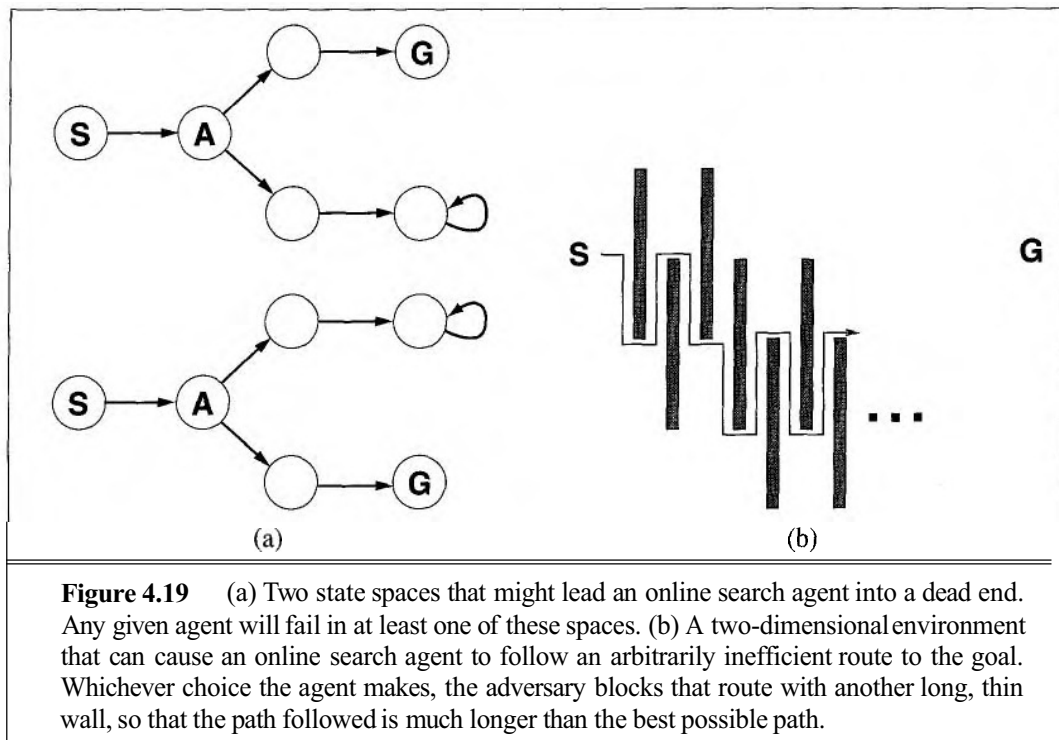 G
S
A
S
G
S
A
G
(a)
(b)
Figure 4.19 (a) Two state spaces that might lead an online search agent into a dead end.
Any given agent will fail in at least one of these spaces. (b) A two-dimensional environment
that can cause an online search agent to follow an arbitrarily inefficient route to the goal.
Whichever choice the agent makes, the adversary blocks that route with another long, thin
wall, so that the path followed is much longer than the best possible path.